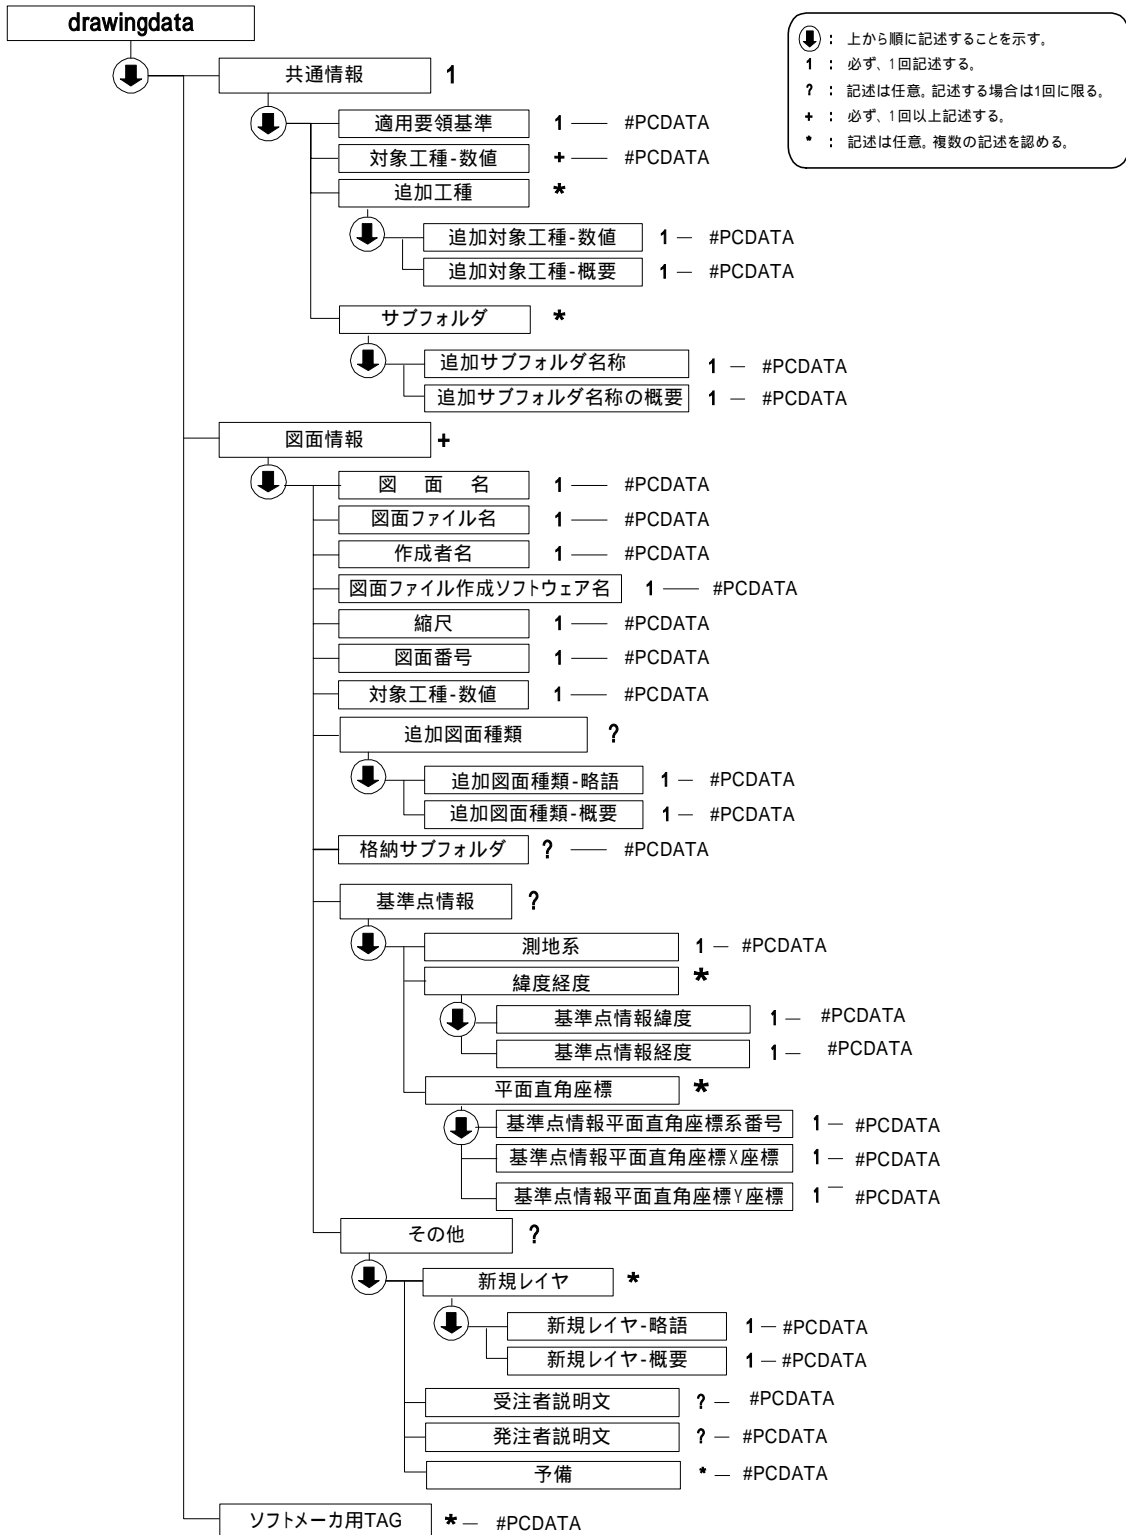 drawingdata
: 上から順に記述することを示す。
1 : 必ず、1回記述する。
? : 記述は任意。記述する場合は1回に限る。
+ : 必ず、1回以上記述する。
* : 記述は任意。複数の記述を認める。
共通情報 1
適用要領基準 1 — #PCDATA
対象工種-数値 + — #PCDATA
追加工種 *
追加対象工種-数値 1 — #PCDATA
追加対象工種-概要 1 — #PCDATA
サブフォルダ *
追加サブフォルダ名称 1 — #PCDATA
追加サブフォルダ名称の概要 1 — #PCDATA
図面情報 +
図 面 名 1 — #PCDATA
図面ファイル名 1 — #PCDATA
作成者名 1 — #PCDATA
図面ファイル作成ソフトウェア名 1 — #PCDATA
縮尺 1 — #PCDATA
図面番号 1 — #PCDATA
対象工種-数値 1 — #PCDATA
追加図面種類 ?
追加図面種類-略語 1 — #PCDATA
追加図面種類-概要 1 — #PCDATA
格納サブフォルダ ? — #PCDATA
基準点情報 ?
測地系 1 — #PCDATA
緯度経度 *
基準点情報緯度 1 — #PCDATA
基準点情報経度 1 — #PCDATA
平面直角座標 *
基準点情報平面直角座標系番号 1 — #PCDATA
基準点情報平面直角座標X座標 1 — #PCDATA
基準点情報平面直角座標Y座標 1 — #PCDATA
その他 ?
新規レイヤ *
新規レイヤ-略語 1 — #PCDATA
新規レイヤ-概要 1 — #PCDATA
受注者説明文 ? — #PCDATA
発注者説明文 ? — #PCDATA
予備 * — #PCDATA
ソフトメーカ用TAG * — #PCDATA